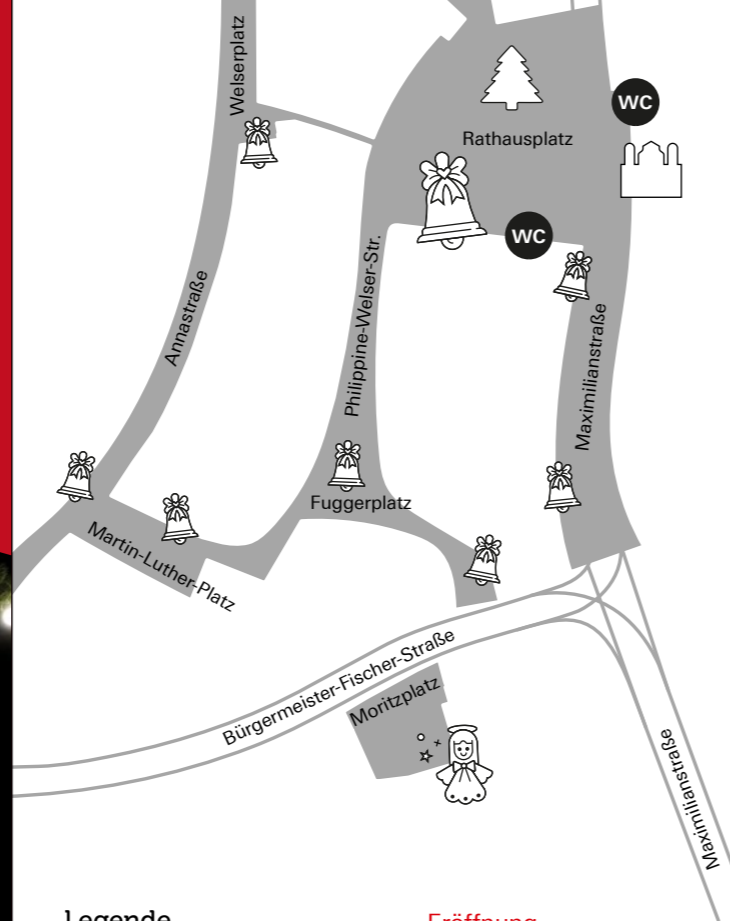 Welserplatz
WC
Rathausplatz
WC
Annastraße
Philippine-Welser-Str.
Maximilianstraße
Fuggerplatz
Martin-Luther-Platz
Bürgermeister-Fischer-Straße
Moritzplatz
Maximilianstraße
Legende
Eröffnung